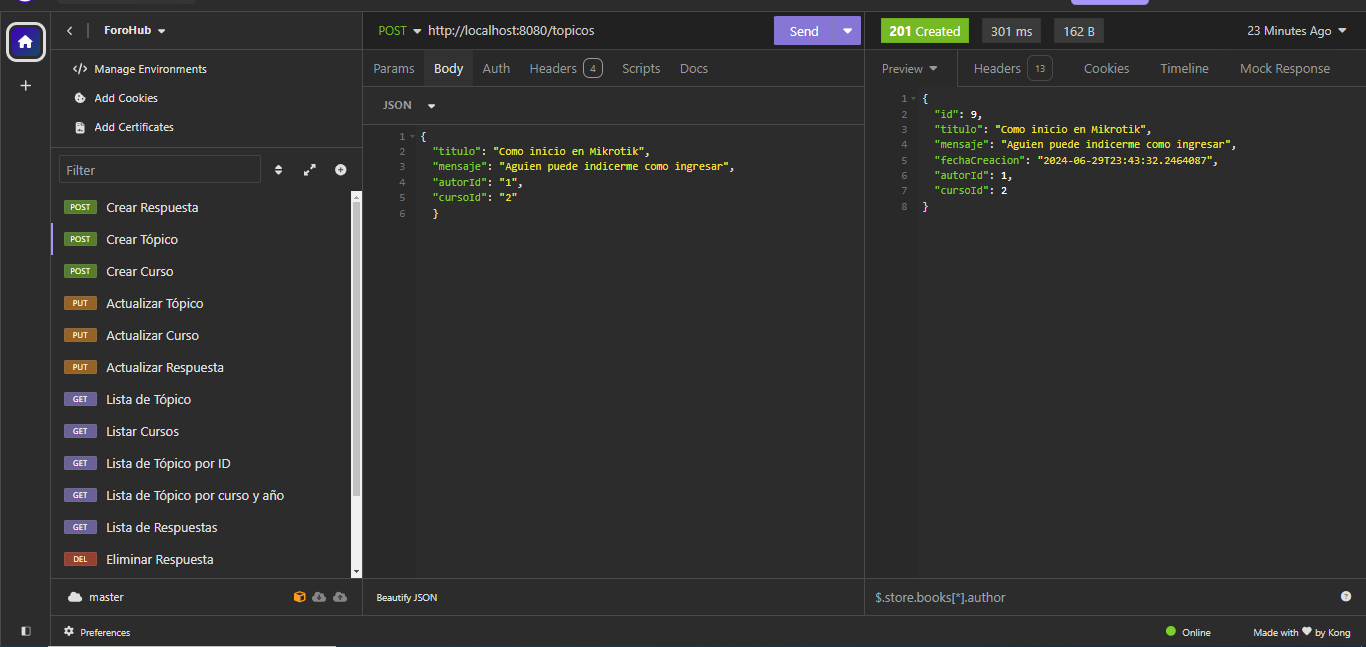 ForoHub
Manage Environments
Add Cookies
Add Certificates
Filter
POST Crear Respuesta
POST Crear Tópico
POST Crear Curso
PUT Actualizar Tópico
PUT Actualizar Curso
PUT Actualizar Respuesta
GET Lista de Tópico
GET Listar Cursos
GET Lista de Tópico por ID
GET Lista de Tópico por curso y año
GET Lista de Respuestas
DEL Eliminar Respuesta
master
Preferences
POST http://localhost:8080/topicos Send
Params Body Auth Headers 4 Scripts Docs
JSON
1 {
2 "titulo": "Como inicio en Mikrotik",
3 "mensaje": "Aguien puede indicerme como ingresar",
4 "autorId": "1",
5 "cursoId": "2"
6 }
Beautify JSON
201 Created 301 ms 162 B 23 Minutes Ago
Preview Headers 13 Cookies Timeline Mock Response
1 {
2 "id": 9,
3 "titulo": "Como inicio en Mikrotik",
4 "mensaje": "Aguien puede indicerme como ingresar",
5 "fechaCreacion": "2024-06-29T23:43:32.2464087",
6 "autorId": 1,
7 "cursoId": 2
8 }
$.store.books[*].author
Online Made with ♥ by Kong